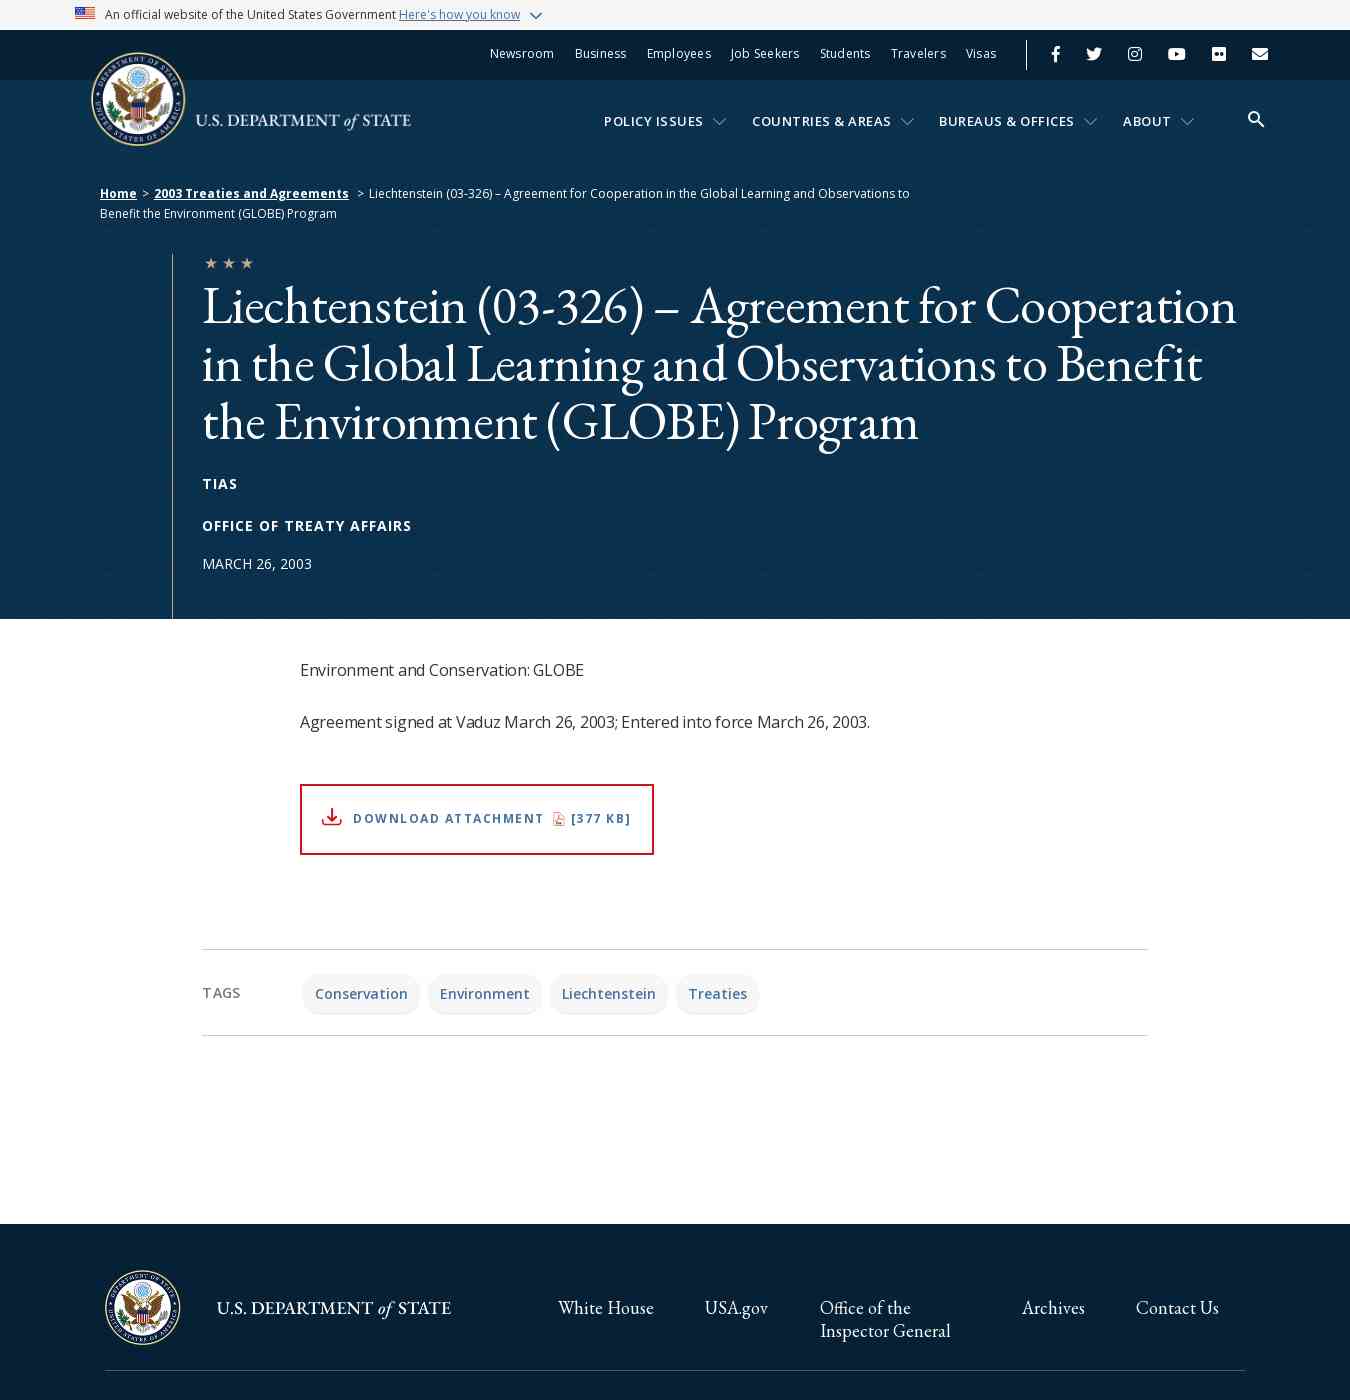 An official website of the United States Government Here's how you know
Newsroom Business Employees Job Seekers Students Travelers Visas
U.S. DEPARTMENT of STATE
POLICY ISSUES COUNTRIES & AREAS BUREAUS & OFFICES ABOUT
Home > 2003 Treaties and Agreements > Liechtenstein (03-326) – Agreement for Cooperation in the Global Learning and Observations to
Benefit the Environment (GLOBE) Program
Liechtenstein (03-326) – Agreement for Cooperation
in the Global Learning and Observations to Benefit
the Environment (GLOBE) Program
TIAS
OFFICE OF TREATY AFFAIRS
MARCH 26, 2003
Environment and Conservation: GLOBE
Agreement signed at Vaduz March 26, 2003; Entered into force March 26, 2003.
DOWNLOAD ATTACHMENT [377 KB]
TAGS Conservation Environment Liechtenstein Treaties
U.S. DEPARTMENT of STATE
White House USA.gov Office of the Archives Contact Us
Inspector General